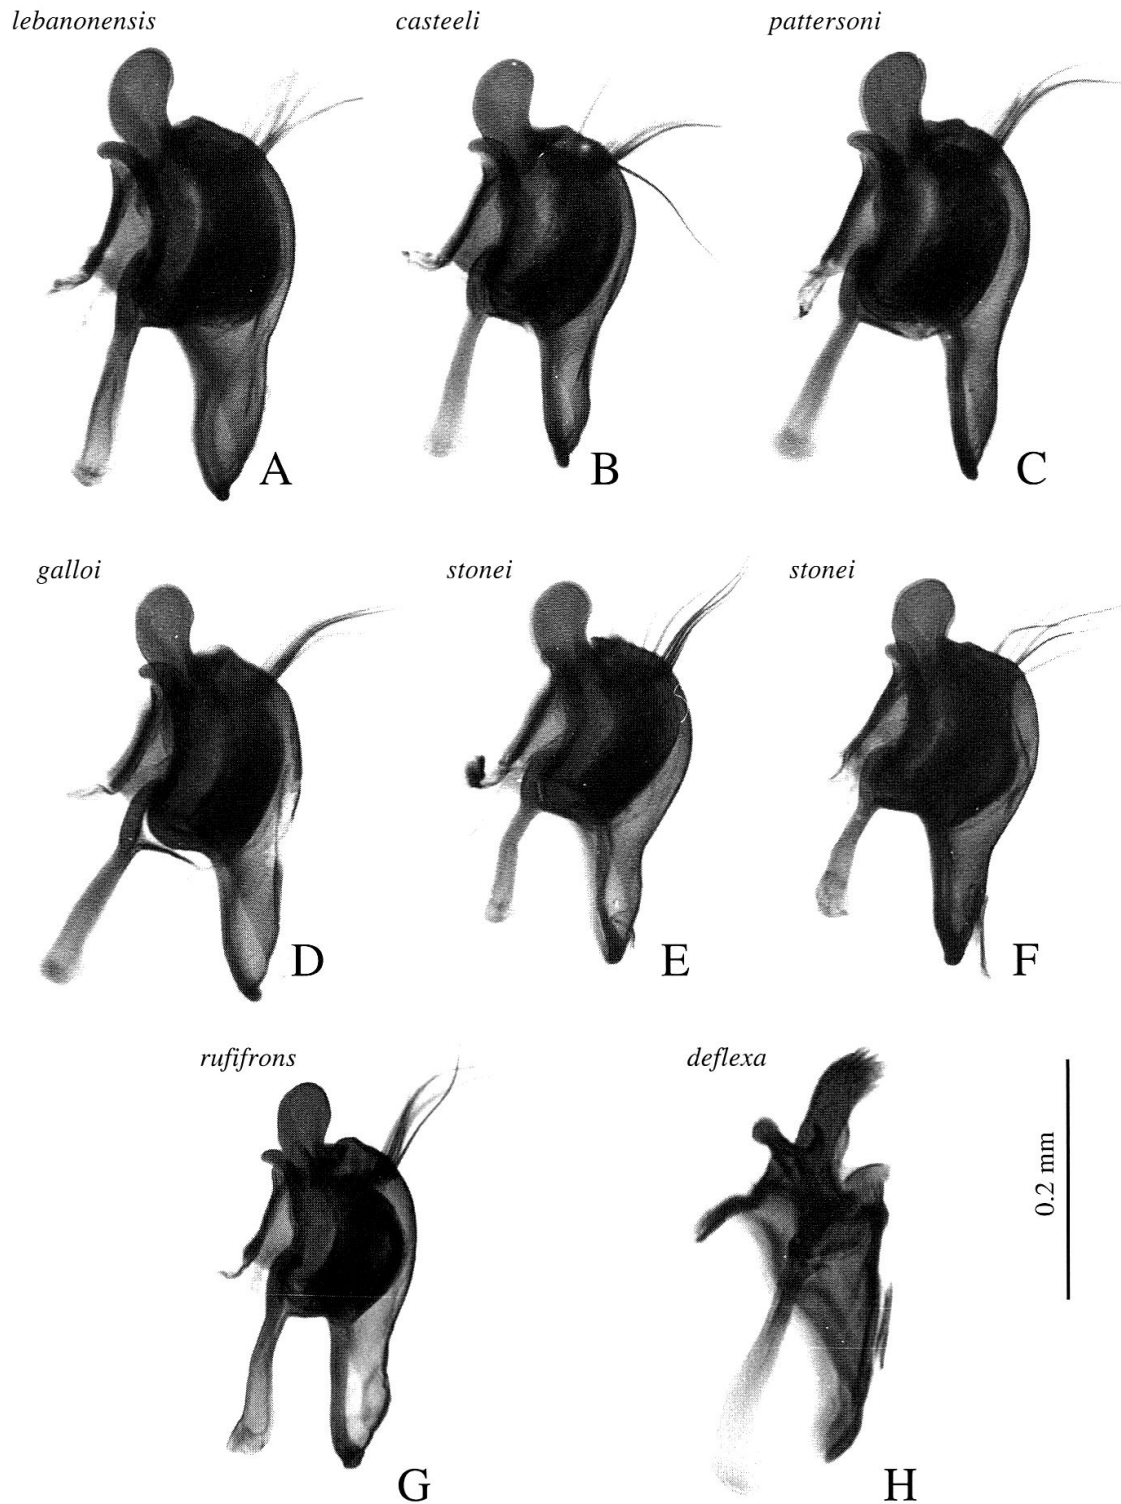 lebanonensis
casteeli
pattersoni
A
B
C
galloi
stonei
stonei
D
E
F
rufifrons
deflexa
0.2 mm
G
H